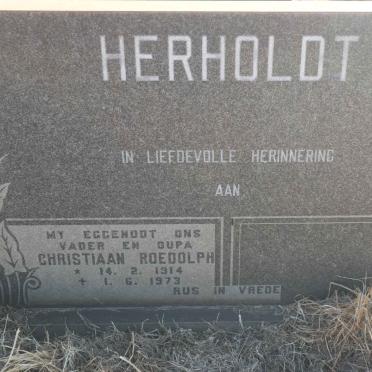 HERHOLDT
IN LIEFDEVOLLE HERINNERING
AAN
MY EGGENOOT ONS
VADER EN OUPA
CHRISTIAAN ROEDOLPH
* 14. 2. 1914
+ 1. 6. 1973
RUS IN VREDE